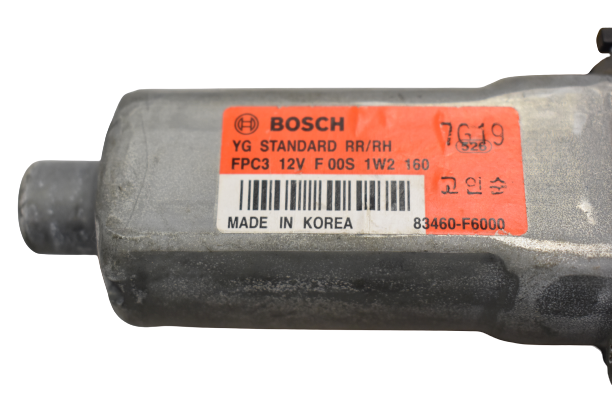 BOSCH 7G19
YG STANDARD RR/RH 526
FPC3 12V F 00S 1W2 160
고인순
MADE IN KOREA 83460-F6000